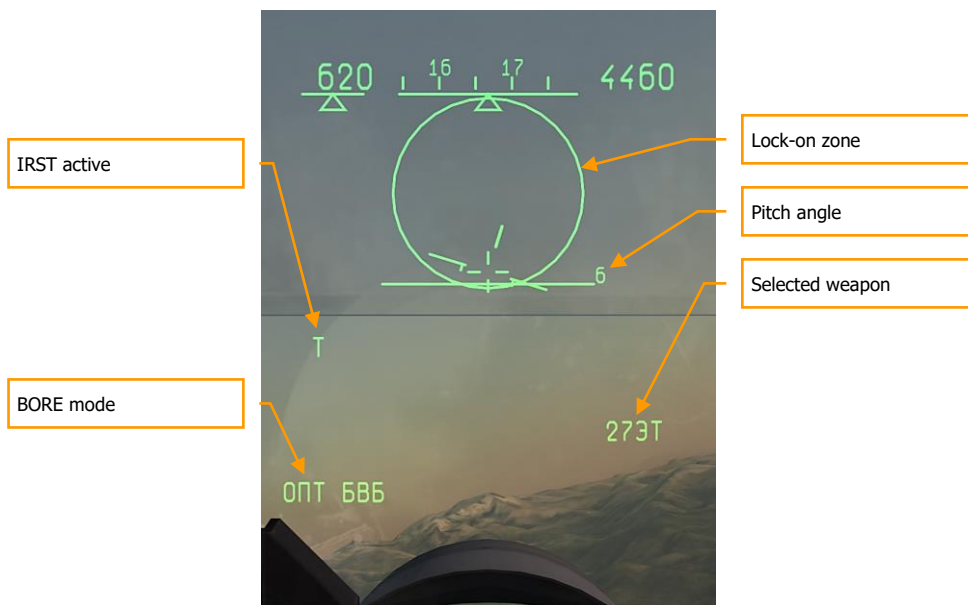 620
16 17
4460
IRST active
Lock-on zone
Pitch angle
6
Selected weapon
Т
BORE mode
27ЭТ
ОПТ БВБ